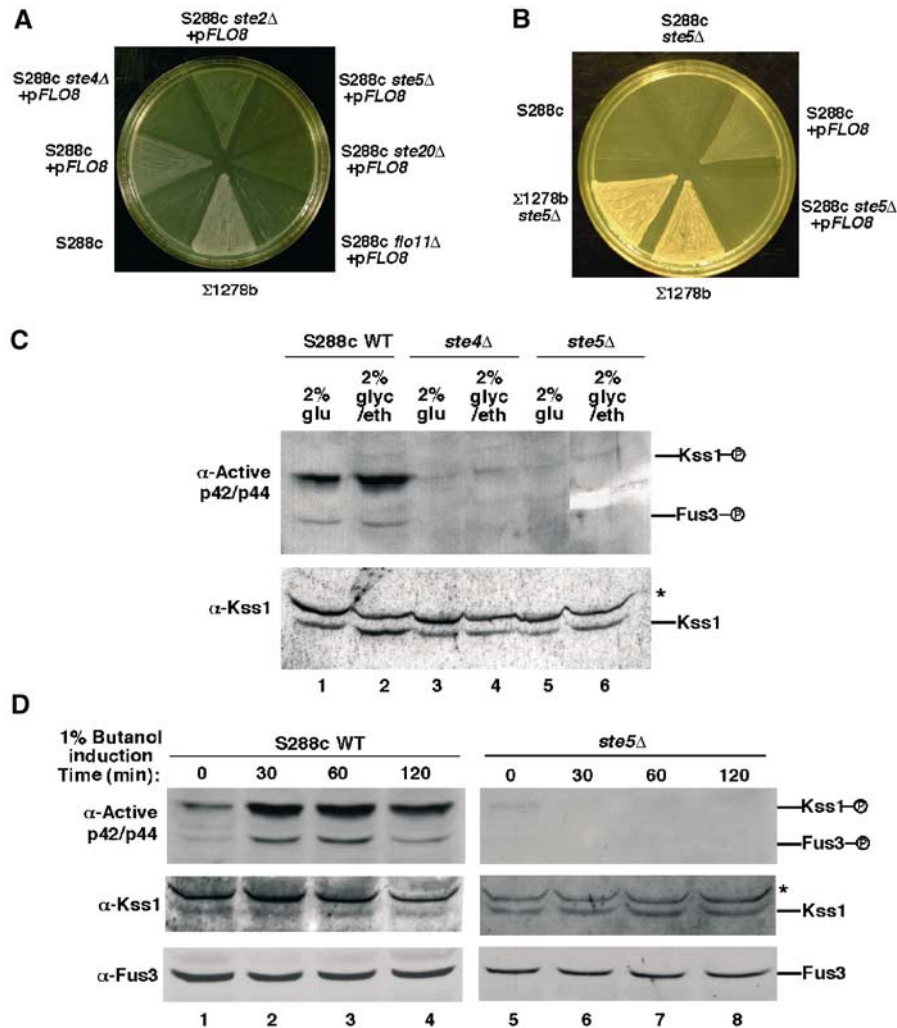 A
S288c ste2Δ
+pFLO8
S288c ste4Δ
+pFLO8
S288c ste5Δ
+pFLO8
S288c
+pFLO8
S288c ste20Δ
+pFLO8
S288c
S288c flo11Δ
+pFLO8
Σ1278b
B
S288c
ste5Δ
S288c
S288c
+pFLO8
Σ1278b
ste5Δ
S288c ste5Δ
+pFLO8
Σ1278b
C
S288c WT ste4Δ ste5Δ
2% glu 2% glyc /eth 2% glu 2% glyc /eth 2% glu 2% glyc /eth
α-Active
p42/p44
Kss1-Ⓟ
Fus3-Ⓟ
α-Kss1
*
Kss1
1 2 3 4 5 6
D
1% Butanol
induction
Time (min):
S288c WT ste5Δ
0 30 60 120 0 30 60 120
α-Active
p42/p44
Kss1-Ⓟ
Fus3-Ⓟ
α-Kss1
*
Kss1
α-Fus3
Fus3
1 2 3 4 5 6 7 8